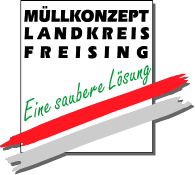 MÜLLKONZEPT
LANDKREIS
FREISING
Eine saubere Lösung